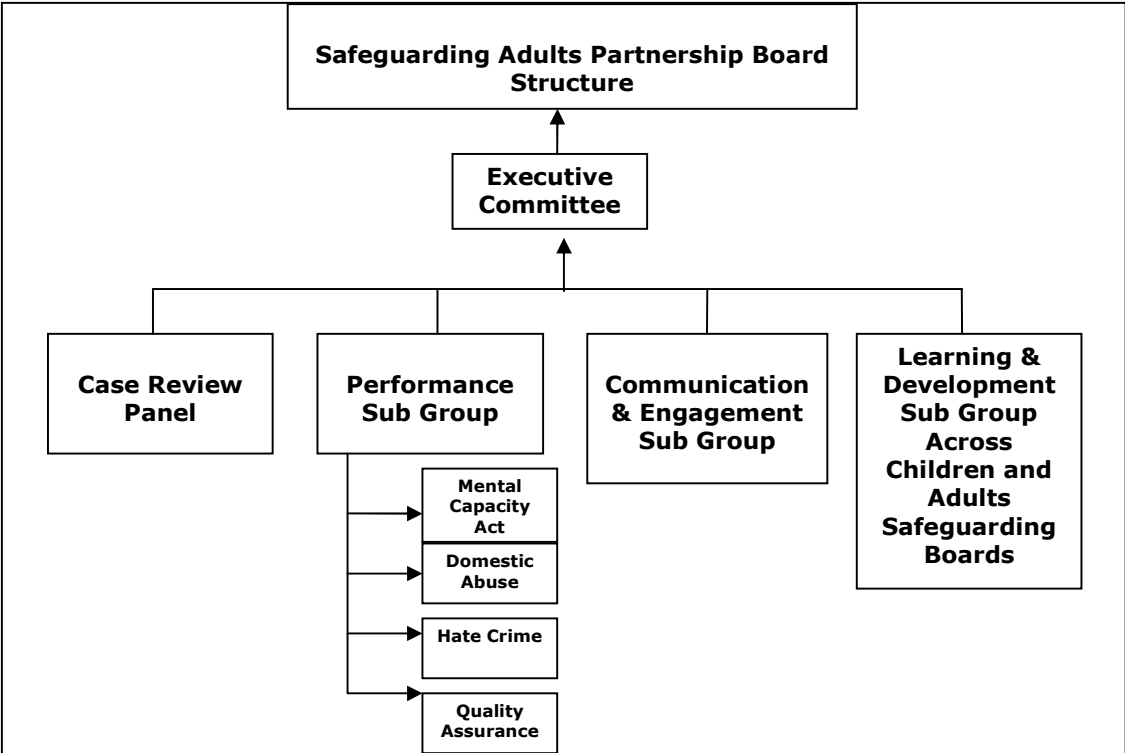 Safeguarding Adults Partnership Board
Structure
Executive
Committee
Case Review
Panel
Performance
Sub Group
Communication
& Engagement
Sub Group
Learning &
Development
Sub Group
Across
Children and
Adults
Safeguarding
Boards
Mental
Capacity
Act
Domestic
Abuse
Hate Crime
Quality
Assurance